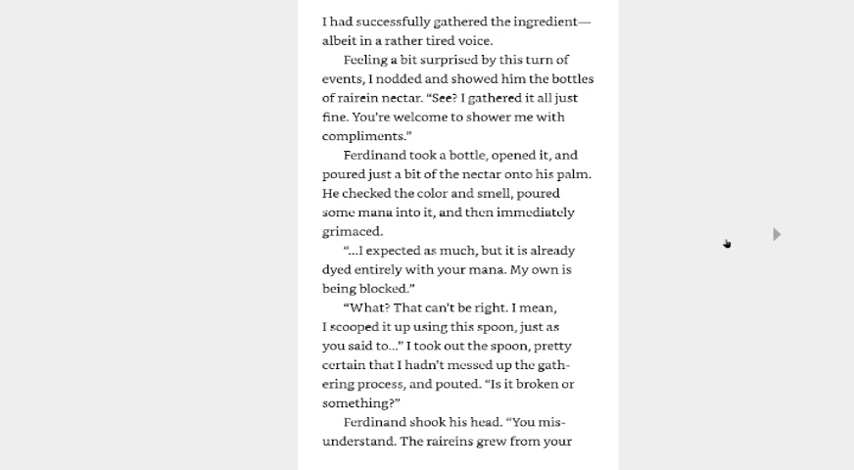 I had successfully gathered the ingredient—
albeit in a rather tired voice.
Feeling a bit surprised by this turn of
events, I nodded and showed him the bottles
of rairein nectar. “See? I gathered it all just
fine. You’re welcome to shower me with
compliments.”
Ferdinand took a bottle, opened it, and
poured just a bit of the nectar onto his palm.
He checked the color and smell, poured
some mana into it, and then immediately
grimaced.
“...I expected as much, but it is already
dyed entirely with your mana. My own is
being blocked.”
“What? That can’t be right. I mean,
I scooped it up using this spoon, just as
you said to...” I took out the spoon, pretty
certain that I hadn’t messed up the gath-
ering process, and pouted. “Is it broken or
something?”
Ferdinand shook his head. “You mis-
understand. The raireins grew from your